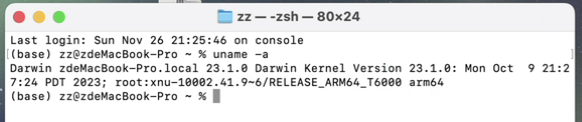 zz — -zsh — 80×24
Last login: Sun Nov 26 21:25:46 on console
(base) zz@zdeMacBook-Pro ~ % uname -a
Darwin zdeMacBook-Pro.local 23.1.0 Darwin Kernel Version 23.1.0: Mon Oct  9 21:2
7:24 PDT 2023; root:xnu-10002.41.9~6/RELEASE_ARM64_T6000 arm64
(base) zz@zdeMacBook-Pro ~ %